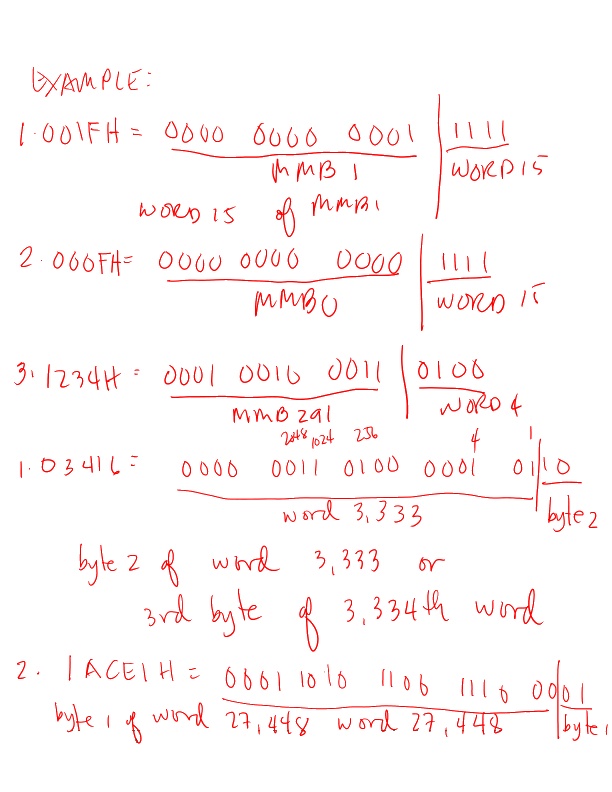 EXAMPLE:
1. 001FH = 0000 0000 0001 | 1111
MMB 1 WORD 15
WORD 15 of MMB1
2. 000FH = 0000 0000 0000 | 1111
MMB0 WORD 15
3. 1234H = 0001 0010 0011 | 0100
MMB 291 WORD 4
2048 1024 256 4 1
1. 03416 = 0000 0011 0100 0001 01|10
word 3,333 byte 2
byte 2 of word 3,333 or
3rd byte of 3,334th word
2. 1ACE1H = 0001 1010 1100 1110 00|01
byte 1 of word 27,448 word 27,448 byte 1